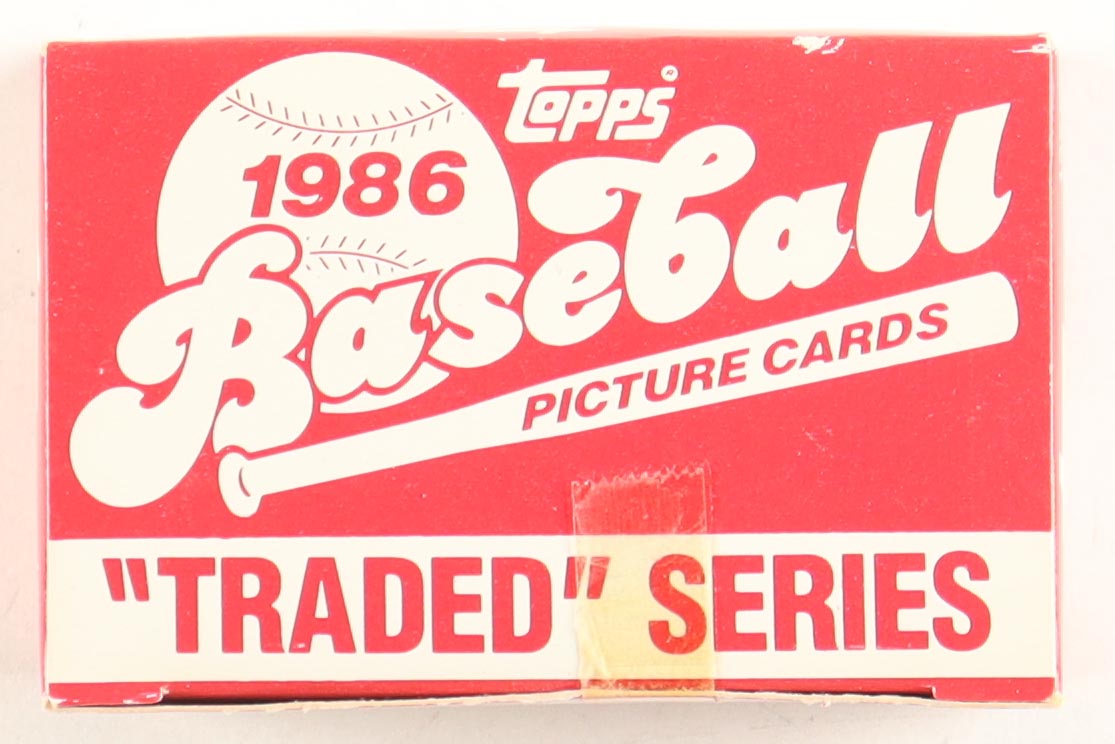 topps®
1986
Baseball
PICTURE CARDS
"TRADED" SERIES